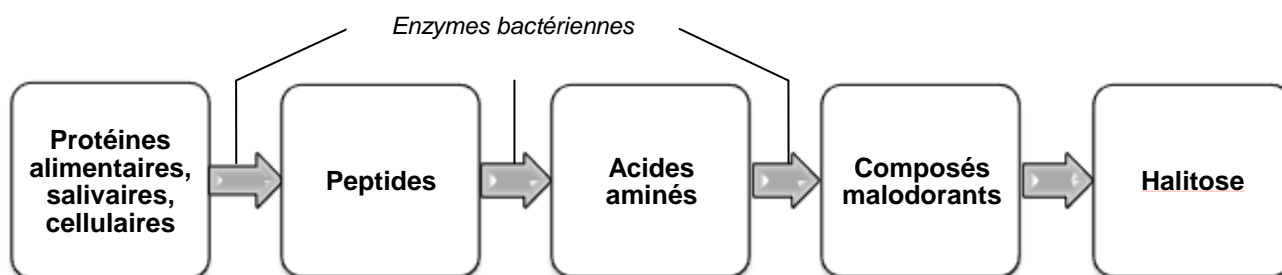 Enzymes bactériennes
Protéines
alimentaires,
salivaires,
cellulaires
Peptides
Acides
aminés
Composés
malodorants
Halitose